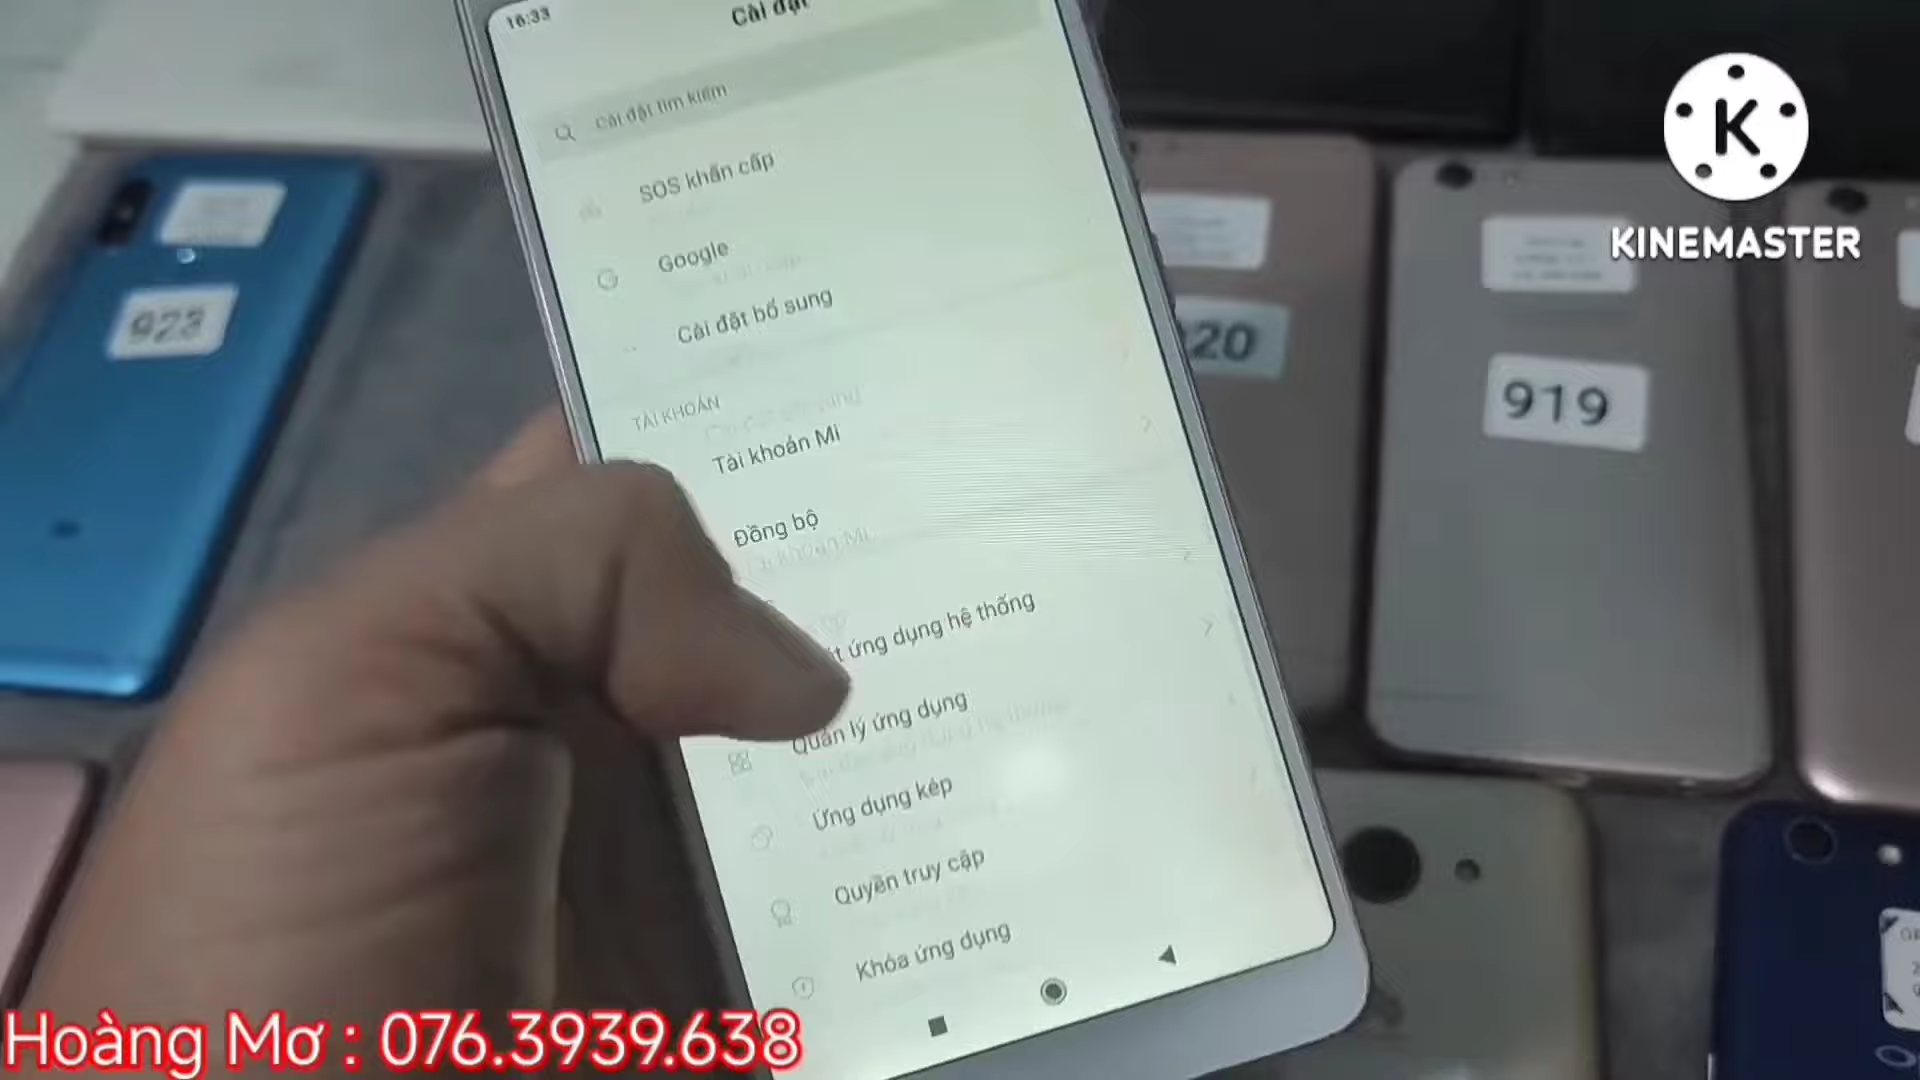 16:33
Cài đặt
Cài đặt tìm kiếm
SOS khẩn cấp
Google
Cài đặt bổ sung
TÀI KHOẢN
Tài khoản Mi
Đồng bộ
ứng dụng hệ thống
Quản lý ứng dụng
Ứng dụng kép
Quyền truy cập
Khóa ứng dụng
923
20
919
KINEMASTER
Hoàng Mơ : 076.3939.638